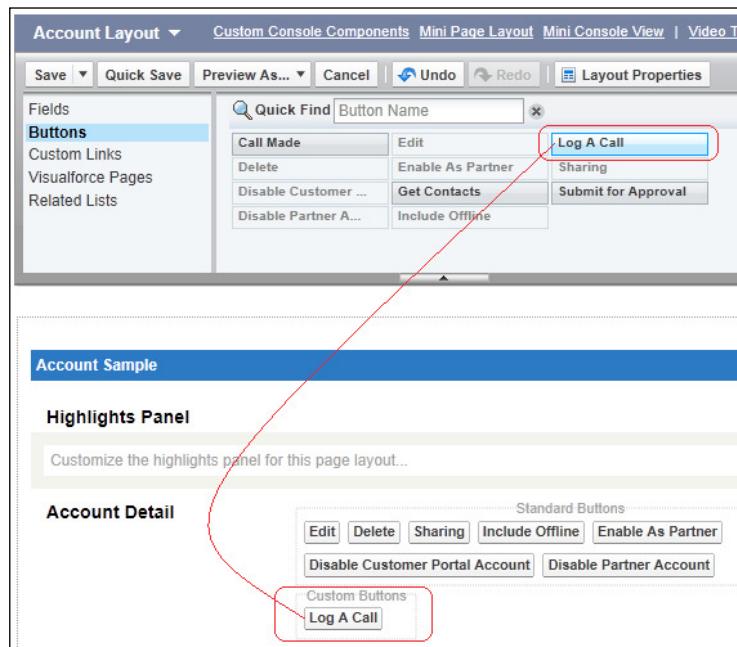 Account Layout Custom Console Components Mini Page Layout Mini Console View | Video T
Save Quick Save Preview As... Cancel Undo Redo Layout Properties
Fields
Buttons
Custom Links
Visualforce Pages
Related Lists
Quick Find Button Name
Call Made Edit Log A Call
Delete Enable As Partner Sharing
Disable Customer ... Get Contacts Submit for Approval
Disable Partner A... Include Offline
Account Sample
Highlights Panel
Customize the highlights panel for this page layout...
Account Detail
Standard Buttons
Edit Delete Sharing Include Offline Enable As Partner
Disable Customer Portal Account Disable Partner Account
Custom Buttons
Log A Call